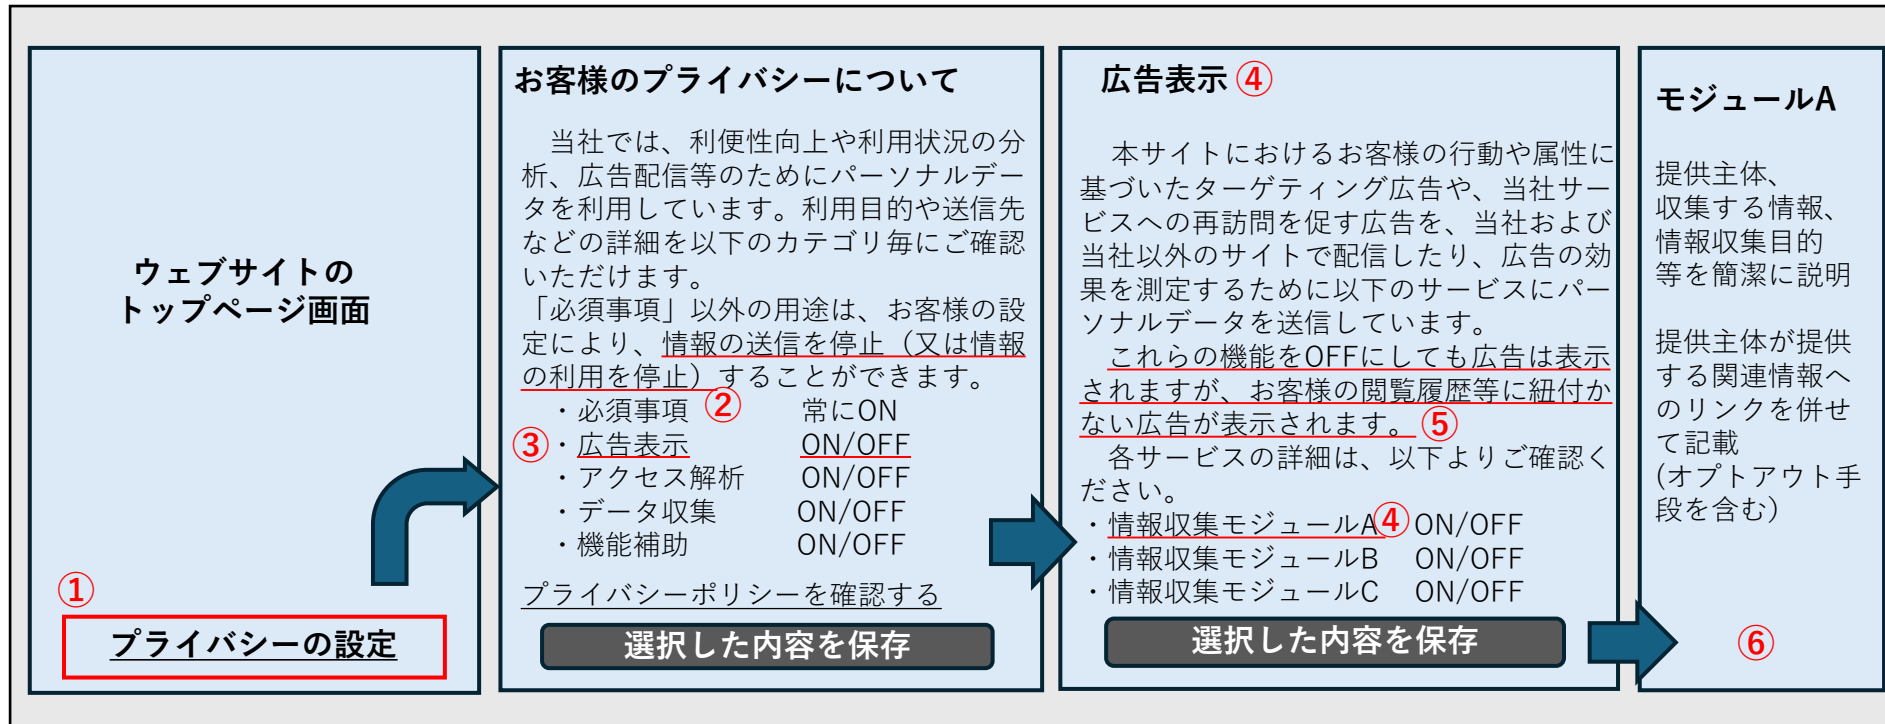 ウェブサイトの
トップページ画面
①
プライバシーの設定
お客様のプライバシーについて
　当社では、利便性向上や利用状況の分
析、広告配信等のためにパーソナルデー
タを利用しています。利用目的や送信先
などの詳細を以下のカテゴリ毎にご確認
いただけます。
「必須事項」以外の用途は、お客様の設
定により、情報の送信を停止（又は情報
の利用を停止）することができます。
・必須事項 ② 常にON
③・広告表示 ON/OFF
・アクセス解析 ON/OFF
・データ収集 ON/OFF
・機能補助 ON/OFF
プライバシーポリシーを確認する
選択した内容を保存
広告表示 ④
　本サイトにおけるお客様の行動や属性に
基づいたターゲティング広告や、当社サー
ビスへの再訪問を促す広告を、当社および
当社以外のサイトで配信したり、広告の効
果を測定するために以下のサービスにパー
ソナルデータを送信しています。
　これらの機能をOFFにしても広告は表示
されますが、お客様の閲覧履歴等に紐付か
ない広告が表示されます。 ⑤
　各サービスの詳細は、以下よりご確認く
ださい。
・情報収集モジュールA ④ ON/OFF
・情報収集モジュールB ON/OFF
・情報収集モジュールC ON/OFF
選択した内容を保存
モジュールA
提供主体、
収集する情報、
情報収集目的
等を簡潔に説明
提供主体が提供
する関連情報へ
のリンクを併せ
て記載
(オプトアウト手
段を含む)
⑥